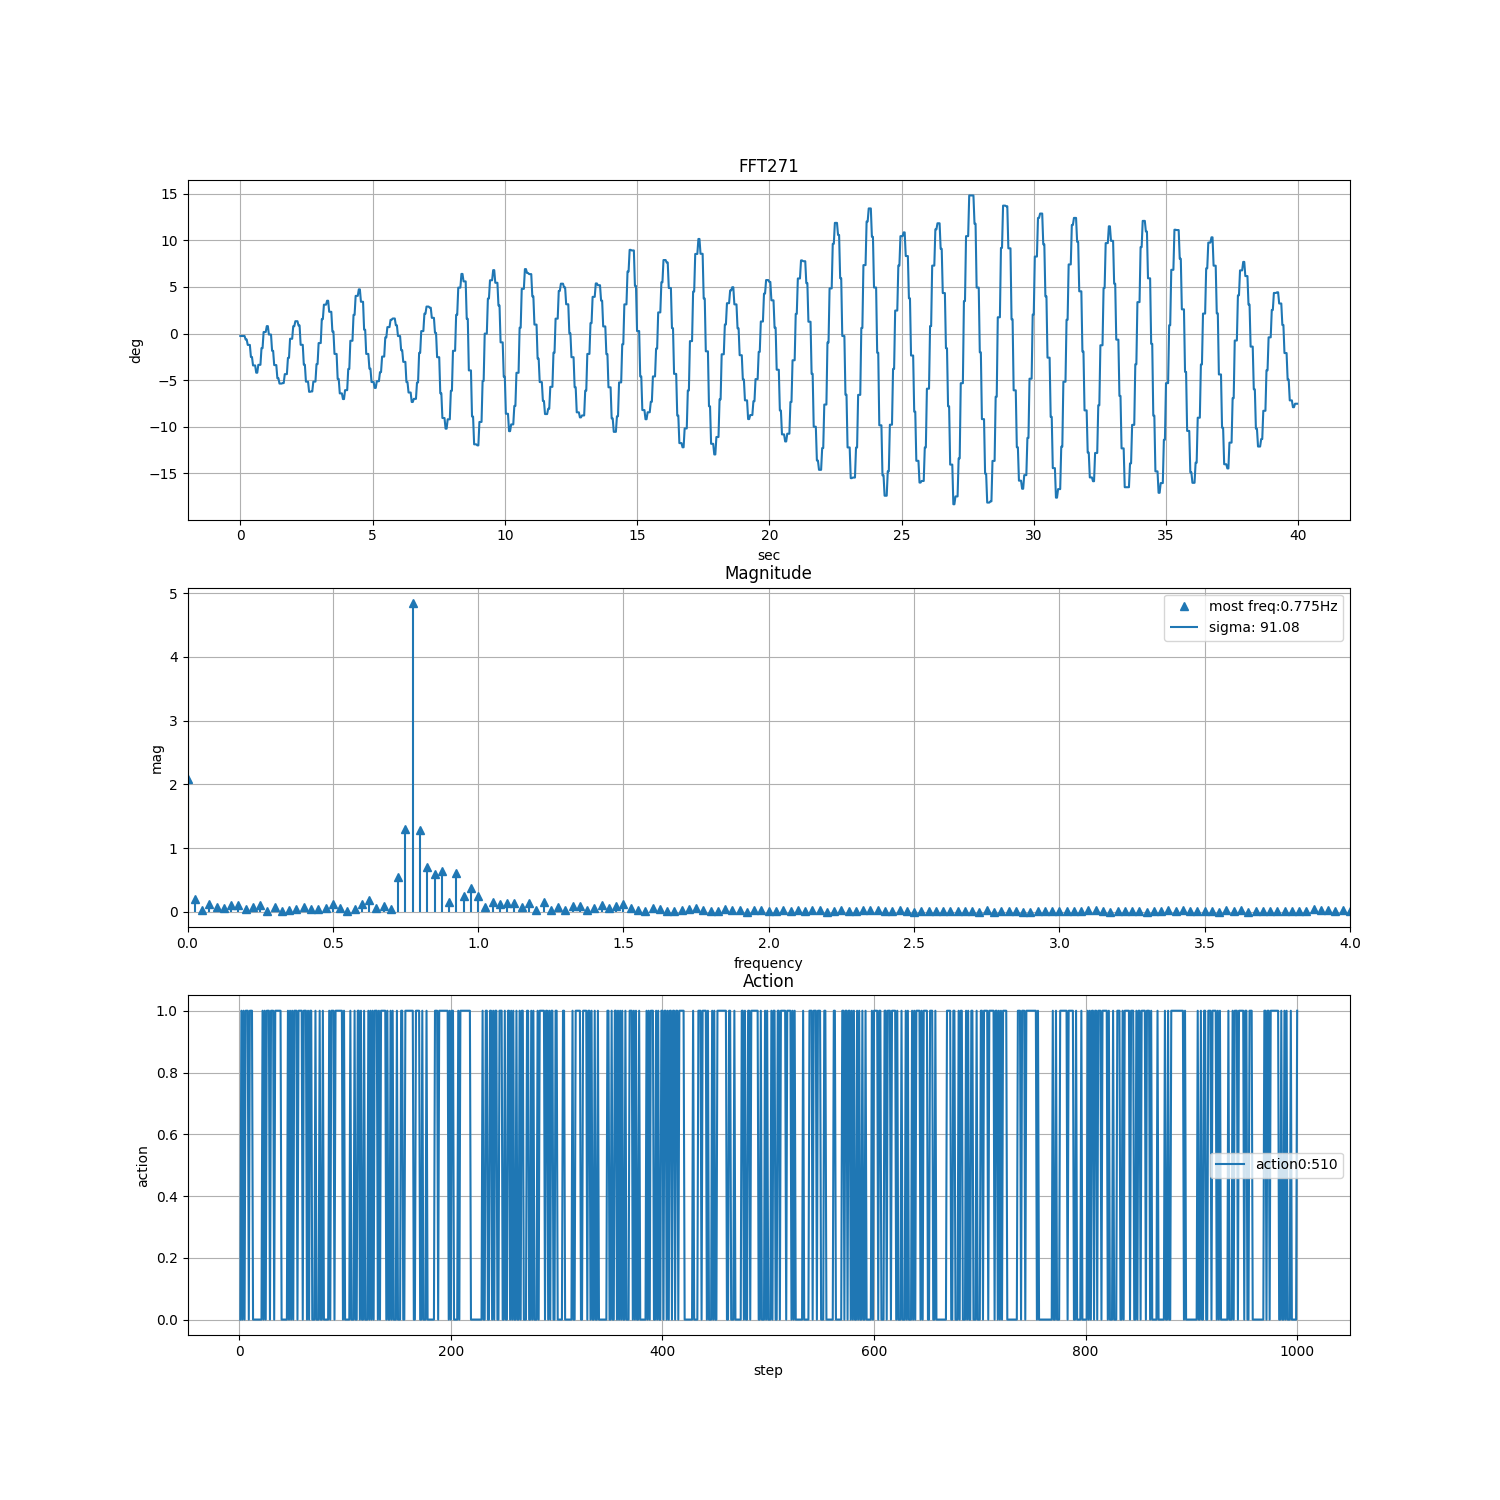 FFT271
15
10
5
0
−5
−10
−15
deg
0 5 10 15 20 25 30 35 40
sec
Magnitude
5
4
3
2
1
0
mag
most freq:0.775Hz
sigma: 91.08
0.0 0.5 1.0 1.5 2.0 2.5 3.0 3.5 4.0
frequency
Action
1.0
0.8
0.6
0.4
0.2
0.0
action
action0:510
0 200 400 600 800 1000
step